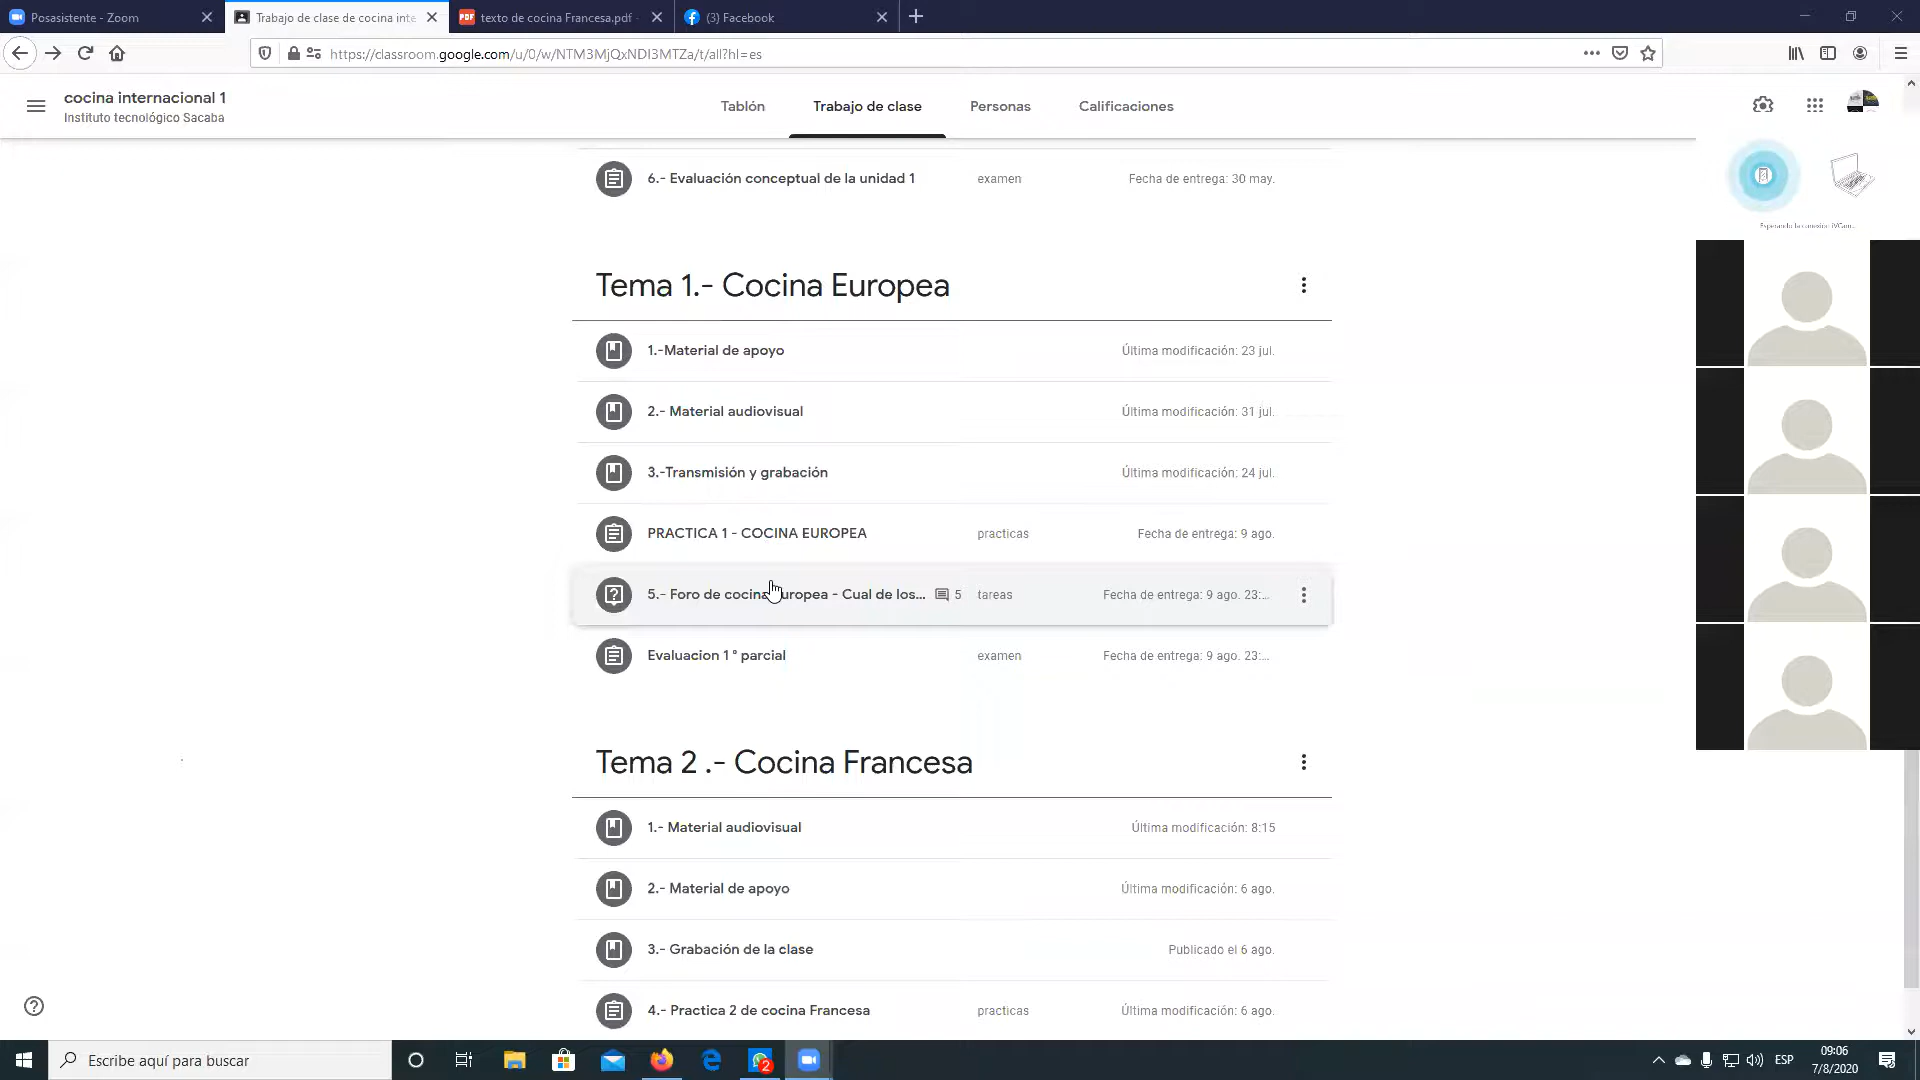 Posasistente - Zoom
Trabajo de clase de cocina inte
PDF
texto de cocina Francesa.pdf -
(3) Facebook
https://classroom.google.com/u/0/w/NTM3MjQxNDI3MTZa/t/all?hl=es
cocina internacional 1
Instituto tecnológico Sacaba
Tablón
Trabajo de clase
Personas
Calificaciones
6.- Evaluación conceptual de la unidad 1 examen Fecha de entrega: 30 may.
Esperando la conexión: iVCam...
Tema 1.- Cocina Europea
1.-Material de apoyo Última modificación: 23 jul.
2.- Material audiovisual Última modificación: 31 jul.
3.-Transmisión y grabación Última modificación: 24 jul.
PRACTICA 1 - COCINA EUROPEA practicas Fecha de entrega: 9 ago.
5.- Foro de cocina europea - Cual de los... 5 tareas Fecha de entrega: 9 ago. 23:...
Evaluacion 1 ° parcial examen Fecha de entrega: 9 ago. 23:...
Tema 2 .- Cocina Francesa
1.- Material audiovisual Última modificación: 8:15
2.- Material de apoyo Última modificación: 6 ago.
3.- Grabación de la clase Publicado el 6 ago.
4.- Practica 2 de cocina Francesa practicas Última modificación: 6 ago.
Escribe aquí para buscar
2
ESP
09:06
7/8/2020